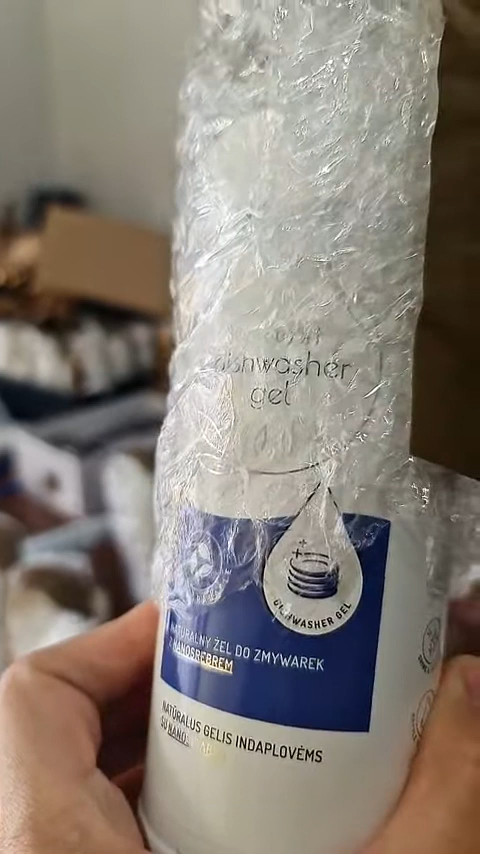 dishwasher
gel
DISHWASHER GEL
NATURALNY ŻEL DO ZMYWAREK
Z NANOSREBREM
NATŪRALUS GELIS INDAPLOVĖMS
SU NANO